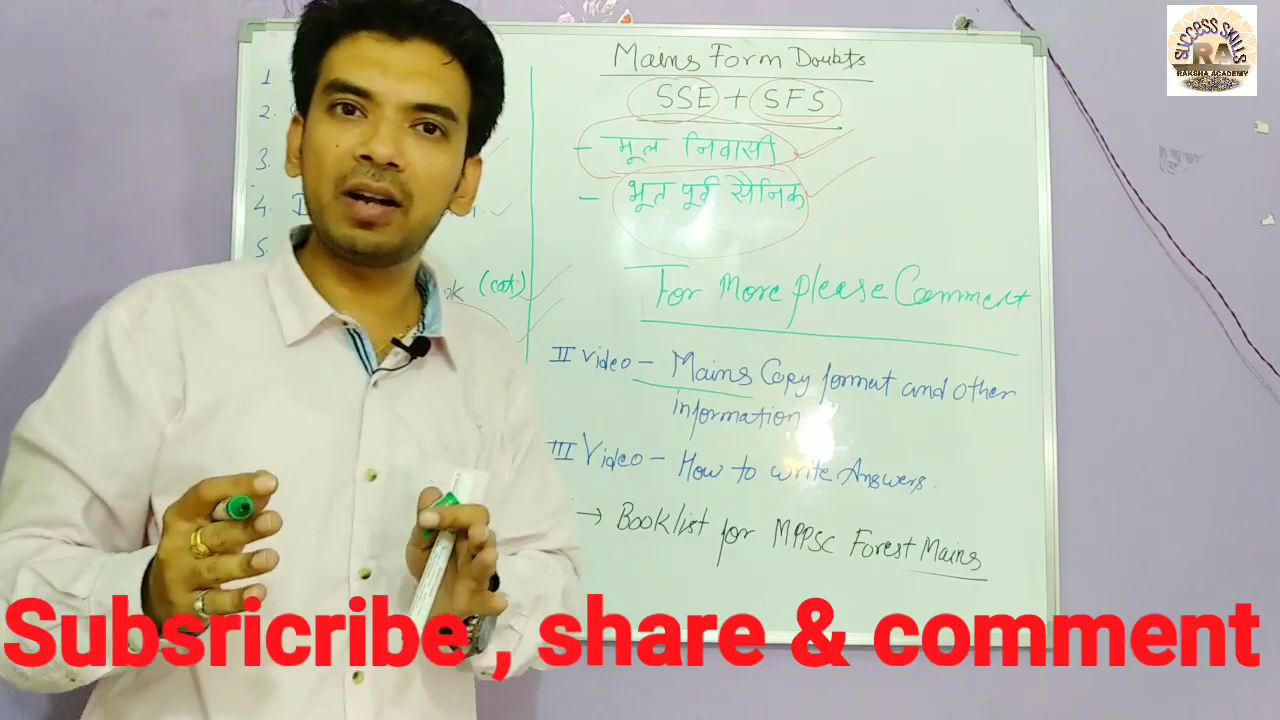 SUCCESS SKILLS
RA
RAKSHA ACADEMY
Mains Form Doubts
SSE + SFS
- मूल निवासी
- भूत पूर्व सैनिक
For More please Comment
II video - Mains Copy format and other
information
III Video - How to write Answers.
→ Booklist for MPPSC Forest Mains
1.
2.
3.
4.
5.
(cat)
Subsricribe , share & comment